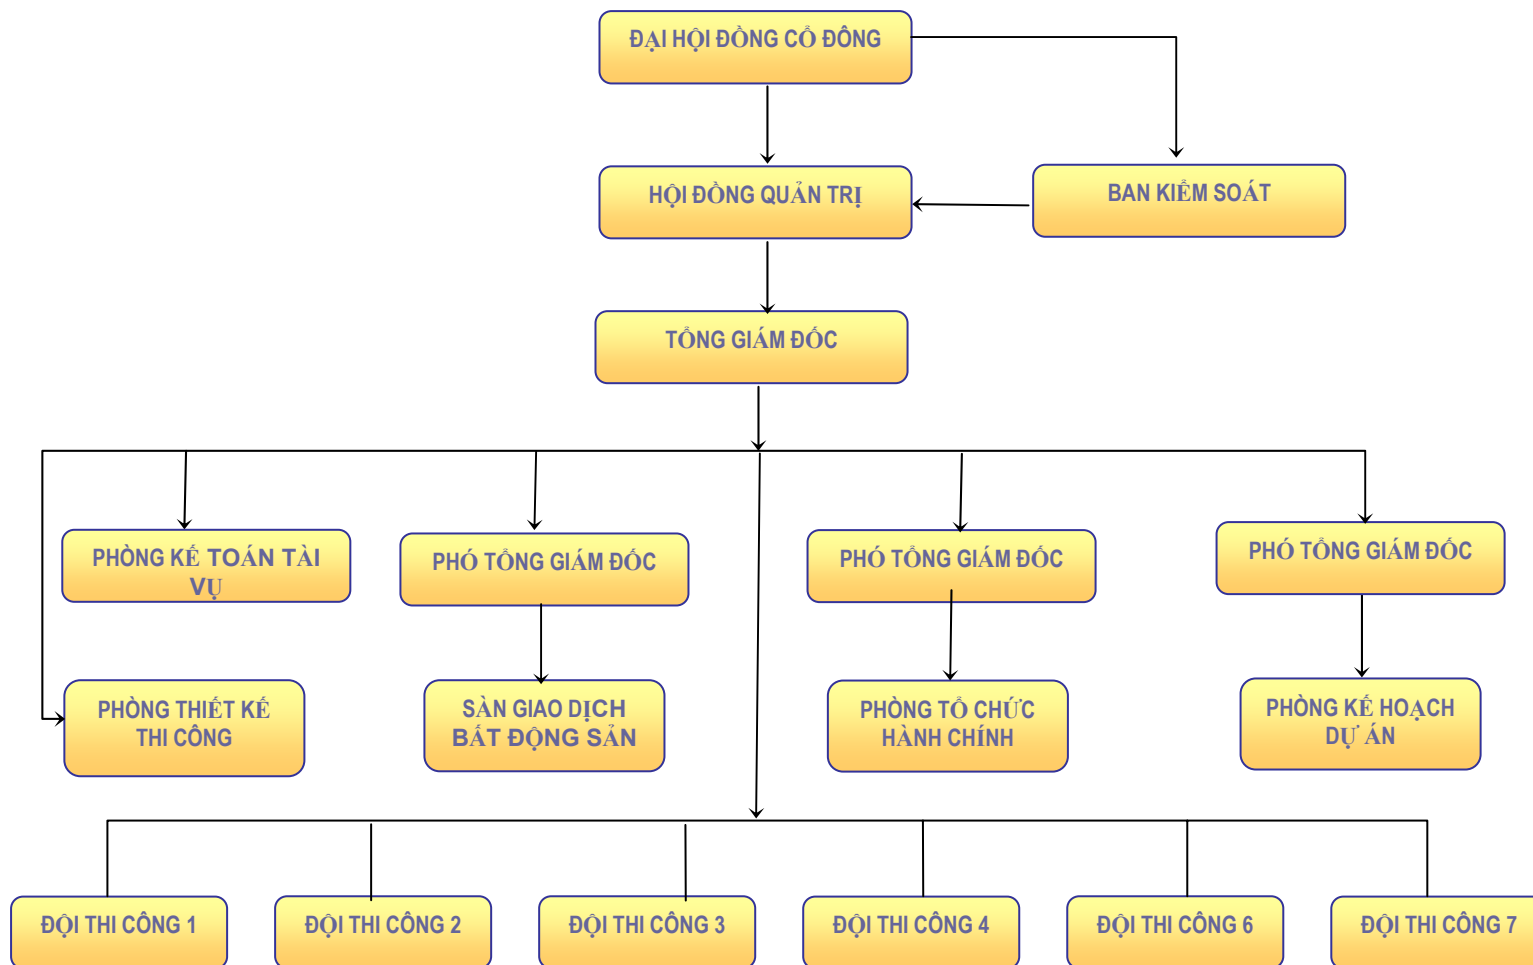 ĐẠI HỘI ĐỒNG CỔ ĐÔNG
HỘI ĐỒNG QUẢN TRỊ
BAN KIỂM SOÁT
TỔNG GIÁM ĐỐC
PHÒNG KẾ TOÁN TÀI
VỤ
PHÓ TỔNG GIÁM ĐỐC
PHÓ TỔNG GIÁM ĐỐC
PHÓ TỔNG GIÁM ĐỐC
PHÒNG THIẾT KẾ
THI CÔNG
SÀN GIAO DỊCH
BẤT ĐỘNG SẢN
PHÒNG TỔ CHỨC
HÀNH CHÍNH
PHÒNG KẾ HOẠCH
DỰ ÁN
ĐỘI THI CÔNG 1
ĐỘI THI CÔNG 2
ĐỘI THI CÔNG 3
ĐỘI THI CÔNG 4
ĐỘI THI CÔNG 6
ĐỘI THI CÔNG 7